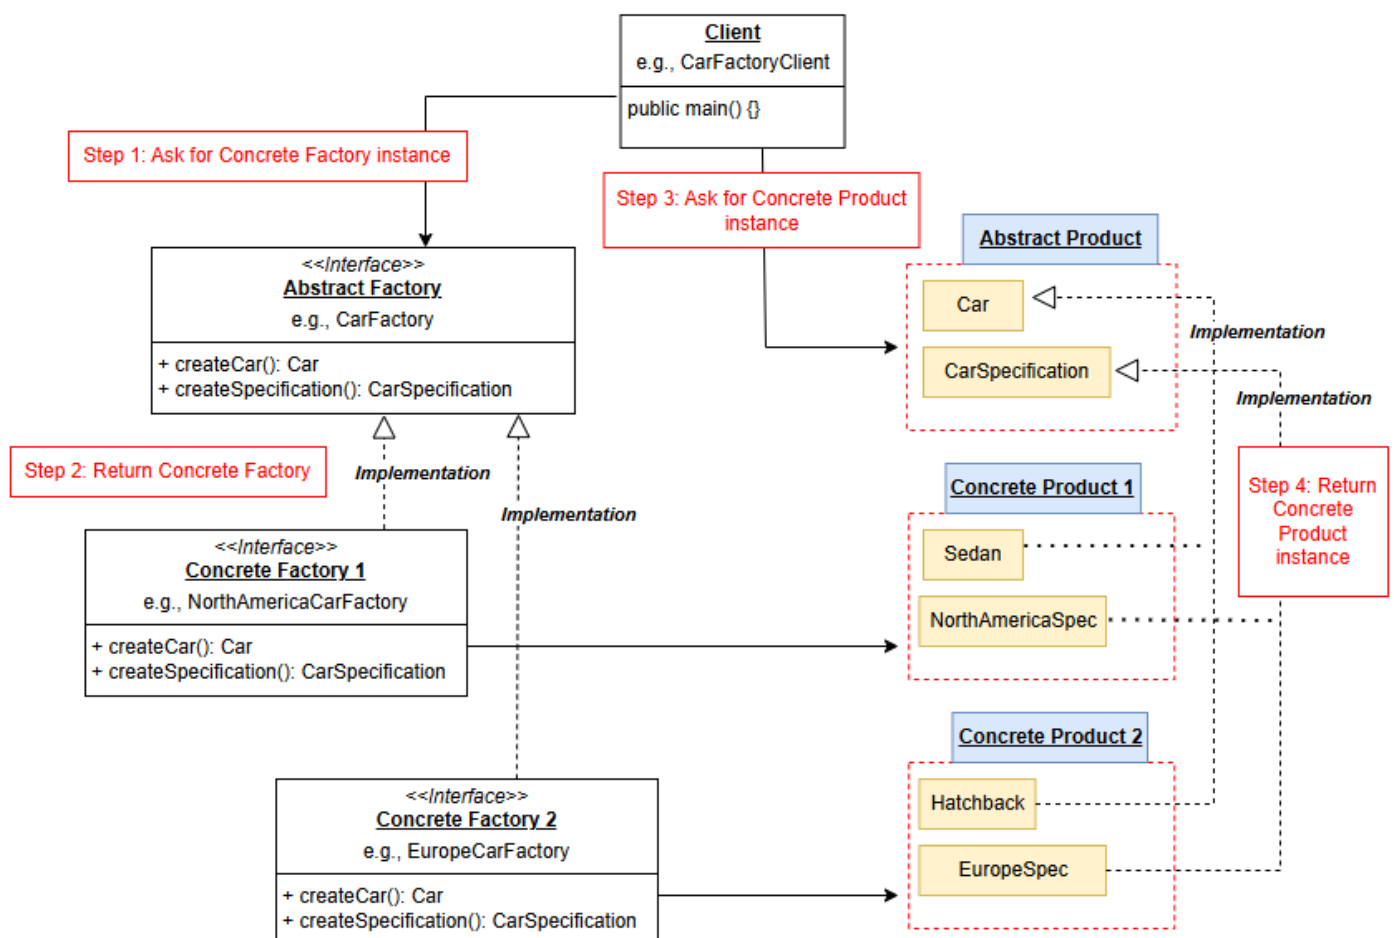 Client
e.g., CarFactoryClient
public main() {}
Step 1: Ask for Concrete Factory instance
Step 3: Ask for Concrete Product
instance
Abstract Product
<<Interface>>
Abstract Factory
e.g., CarFactory
+ createCar(): Car
+ createSpecification(): CarSpecification
Car
Implementation
CarSpecification
Implementation
Step 2: Return Concrete Factory
Implementation
Implementation
Concrete Product 1
Step 4: Return
Concrete
Product
instance
<<Interface>>
Concrete Factory 1
e.g., NorthAmericaCarFactory
+ createCar(): Car
+ createSpecification(): CarSpecification
Sedan
NorthAmericaSpec
Concrete Product 2
<<Interface>>
Concrete Factory 2
e.g., EuropeCarFactory
+ createCar(): Car
+ createSpecification(): CarSpecification
Hatchback
EuropeSpec